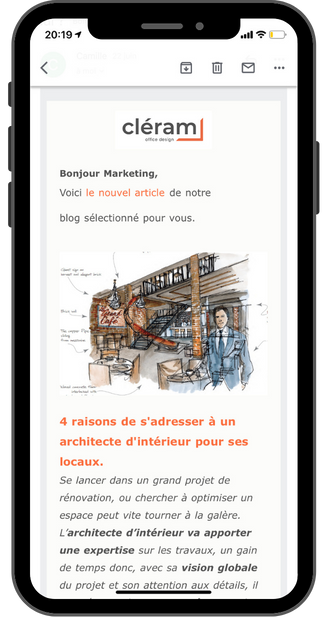 20:19
cléram
office design
Bonjour Marketing,
Voici le nouvel article de notre
blog sélectionné pour vous.
4 raisons de s'adresser à un
architecte d'intérieur pour ses
locaux.
Se lancer dans un grand projet de
rénovation, ou chercher à optimiser un
espace peut vite tourner à la galère.
L'architecte d'intérieur va apporter
une expertise sur les travaux, un gain
de temps donc, avec sa vision globale
du projet et son attention aux détails, il